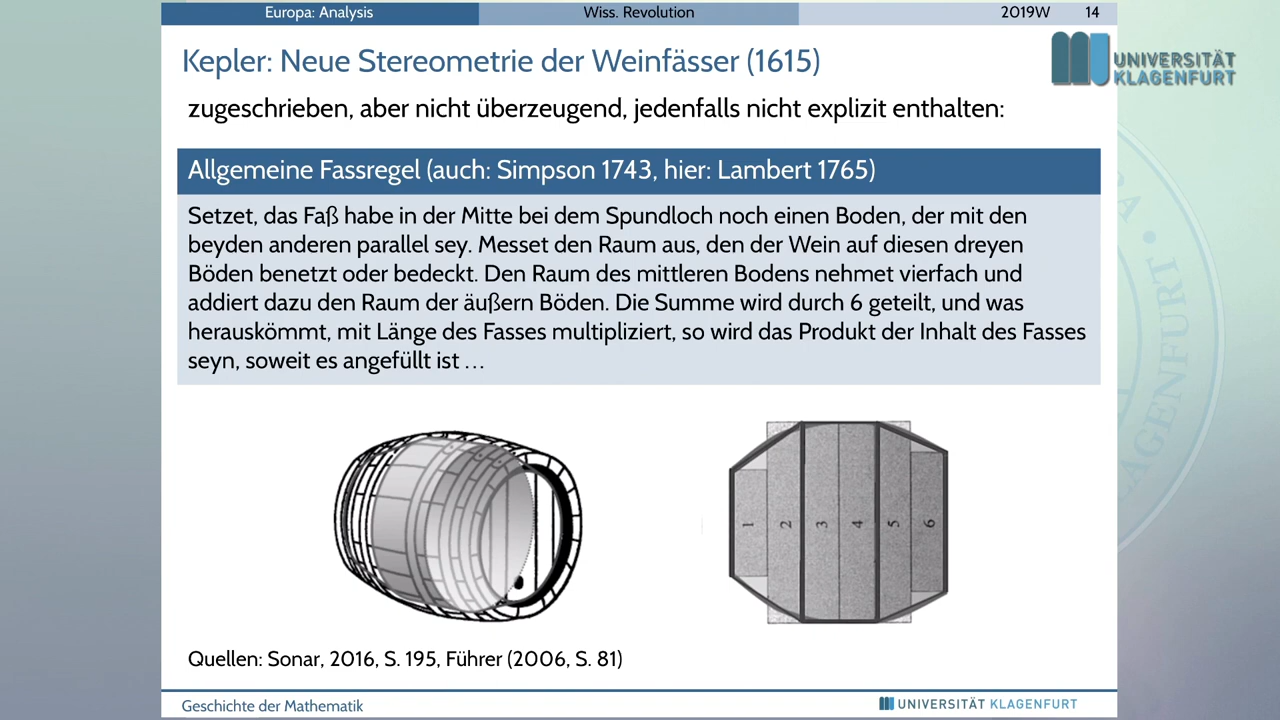 Europa: Analysis Wiss. Revolution 2019W 14
Kepler: Neue Stereometrie der Weinfässer (1615)
UNIVERSITÄT
KLAGENFURT
zugeschrieben, aber nicht überzeugend, jedenfalls nicht explizit enthalten:
Allgemeine Fassregel (auch: Simpson 1743, hier: Lambert 1765)
Setzet, das Faß habe in der Mitte bei dem Spundloch noch einen Boden, der mit den
beyden anderen parallel sey. Messet den Raum aus, den der Wein auf diesen dreyen
Böden benetzt oder bedeckt. Den Raum des mittleren Bodens nehmet vierfach und
addiert dazu den Raum der äußern Böden. Die Summe wird durch 6 geteilt, und was
herauskömmt, mit Länge des Fasses multipliziert, so wird das Produkt der Inhalt des Fasses
seyn, soweit es angefüllt ist …
1 2 3 4 5 6
Quellen: Sonar, 2016, S. 195, Führer (2006, S. 81)
Geschichte der Mathematik
UNIVERSITÄT KLAGENFURT
KLAGENFURT